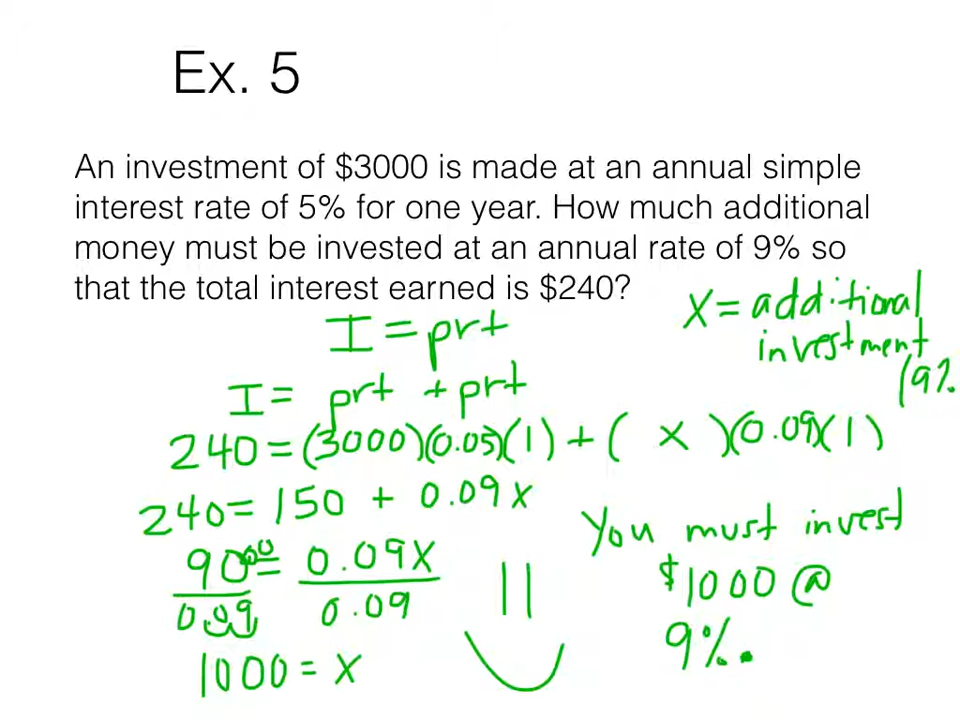 Ex. 5
An investment of $3000 is made at an annual simple
interest rate of 5% for one year. How much additional
money must be invested at an annual rate of 9% so
that the total interest earned is $240?
X = additional
investment
(9%
I = prt
I = prt + prt
240 = (3000)(0.05)(1) + ( x )(0.09)(1)
240 = 150 + 0.09x
9000 = 0.09x
0.09 0.09
1000 = x
You must invest
$1000 @
9%.